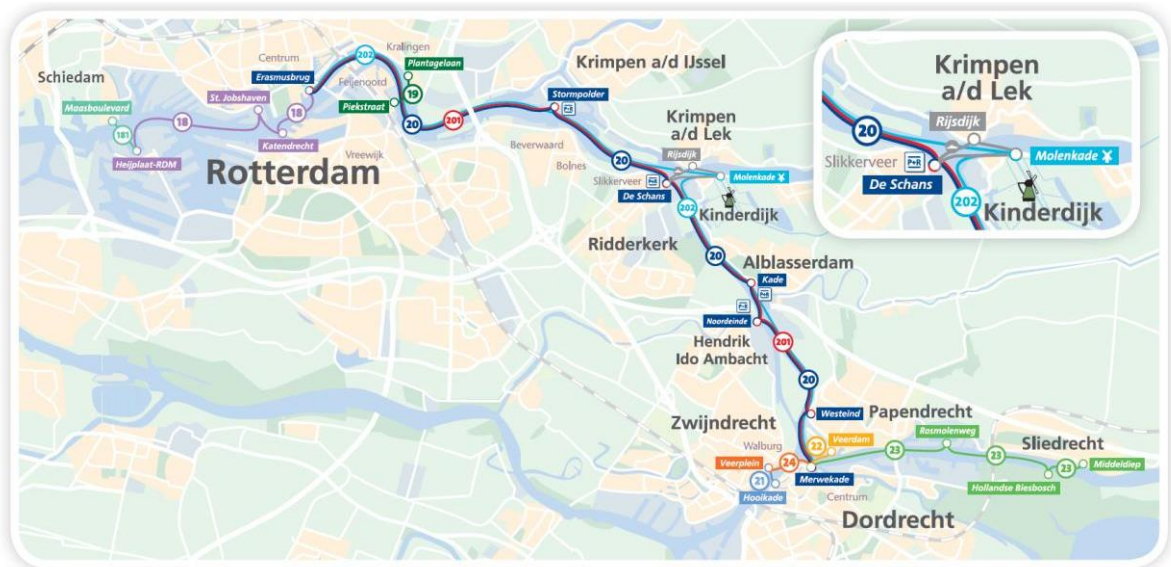 Schiedam
Maasboulevard
181
Heijplaat-RDM
18
St. Jobshaven
Katendrecht
18
Centrum
Erasmusbrug
Rotterdam
202
Feijenoord
Kralingen
Plantagelaan
19
Piekstraat
20
201
Vreewijk
Krimpen a/d IJssel
Stormpolder
P+R
Beverwaard
Bolnes
20
Krimpen
a/d Lek
Rijsdijk
Slikkerveer
P+R
De Schans
Molenkade
202
Kinderdijk
Ridderkerk
20
Alblasserdam
Kade
P+R
P+R
Noordeinde
Hendrik
Ido Ambacht
201
20
Westeind
Zwijndrecht
Walburg
Veerplein
24
21
Hooikade
22
Veerdam
Merwekade
Centrum
Dordrecht
Papendrecht
23
Rosmolenweg
23
Sliedrecht
Hollandse Biesbosch
23
Middeldiep
Krimpen
a/d Lek
20
Rijsdijk
Slikkerveer
P+R
De Schans
Molenkade
202
Kinderdijk